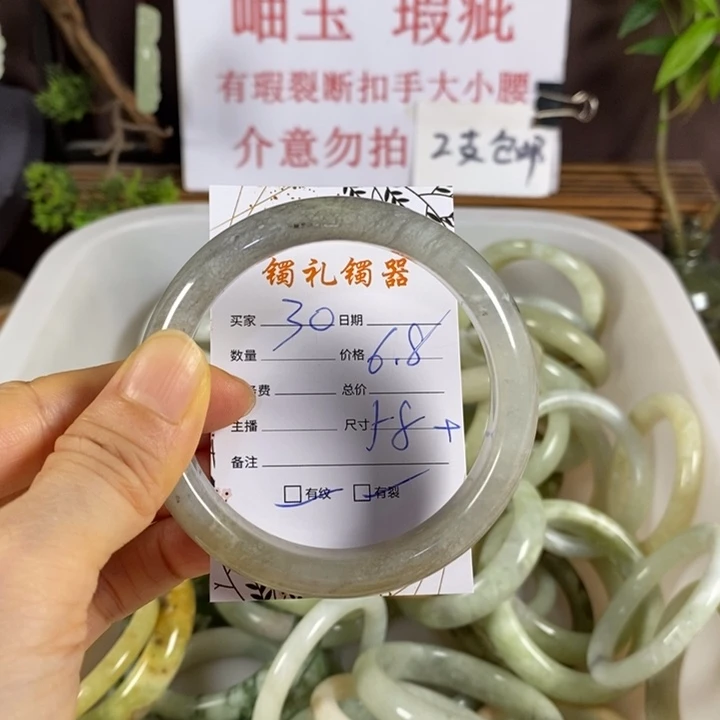 岫玉 瑕疵
有瑕裂断扣手大小腰
介意勿拍
2支包邮
镯礼镯器
买家 30 日期
数量 价格 6.8
费 总价
主播 尺寸 58+
备注
有纹 有裂